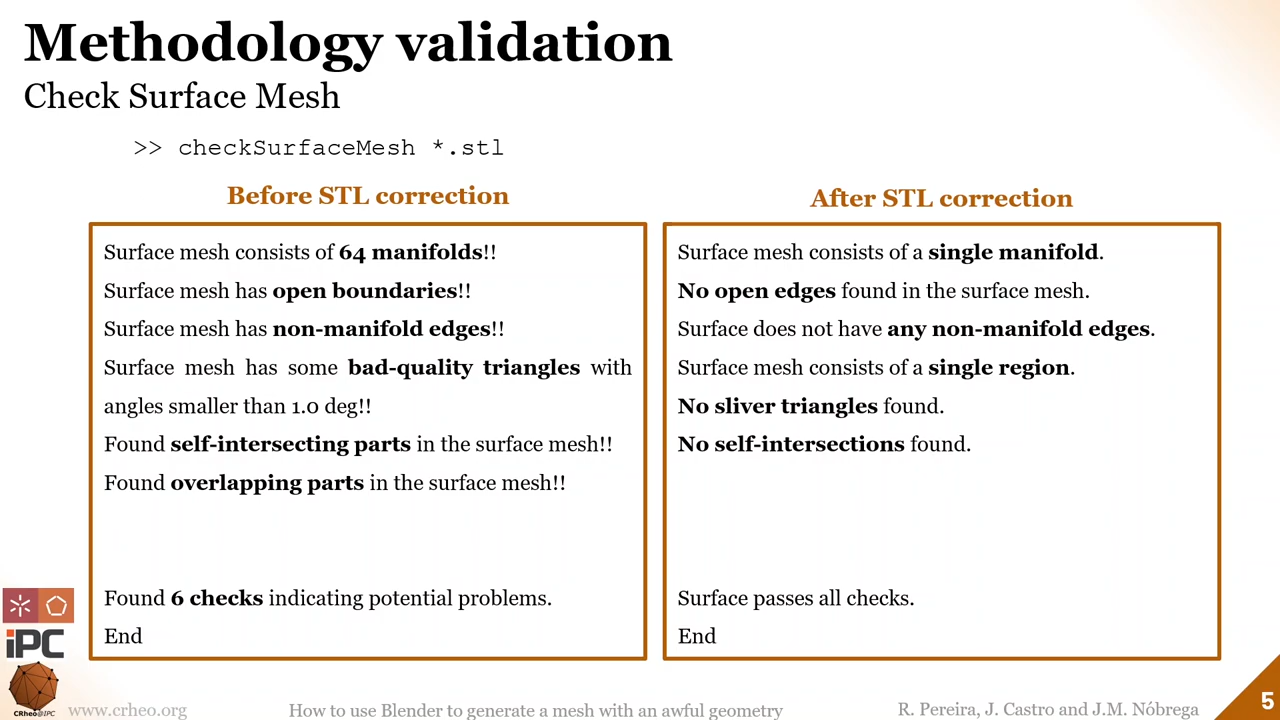 Methodology validation
Check Surface Mesh
>> checkSurfaceMesh *.stl
Before STL correction
Surface mesh consists of 64 manifolds!!
Surface mesh has open boundaries!!
Surface mesh has non-manifold edges!!
Surface mesh has some bad-quality triangles with
angles smaller than 1.0 deg!!
Found self-intersecting parts in the surface mesh!!
Found overlapping parts in the surface mesh!!
Found 6 checks indicating potential problems.
End
After STL correction
Surface mesh consists of a single manifold.
No open edges found in the surface mesh.
Surface does not have any non-manifold edges.
Surface mesh consists of a single region.
No sliver triangles found.
No self-intersections found.
Surface passes all checks.
End
iPC
CRheo@IPC
www.crheo.org
How to use Blender to generate a mesh with an awful geometry
R. Pereira, J. Castro and J.M. Nóbrega
5